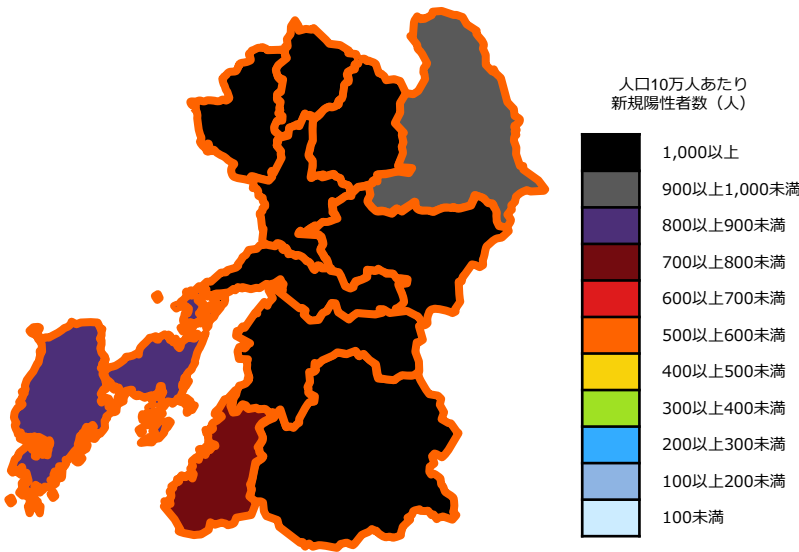 人口10万人あたり
新規陽性者数（人）
1,000以上
900以上1,000未満
800以上900未満
700以上800未満
600以上700未満
500以上600未満
400以上500未満
300以上400未満
200以上300未満
100以上200未満
100未満